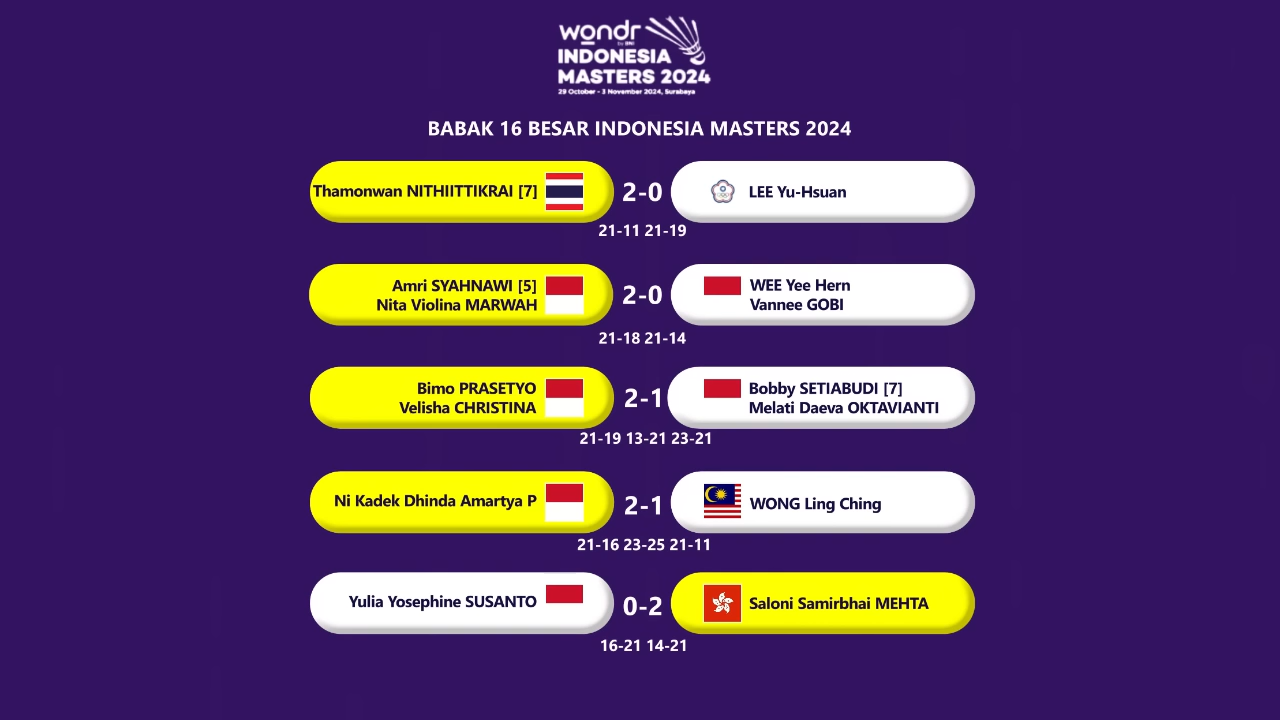 wondr
by BNI
INDONESIA
MASTERS 2024
29 October - 3 November 2024, Surabaya
BABAK 16 BESAR INDONESIA MASTERS 2024
Thamonwan NITHIITTIKRAI [7] 2-0 LEE Yu-Hsuan
21-11 21-19
Amri SYAHNAWI [5]
Nita Violina MARWAH
2-0
WEE Yee Hern
Vannee GOBI
21-18 21-14
Bimo PRASETYO
Velisha CHRISTINA
2-1
Bobby SETIABUDI [7]
Melati Daeva OKTAVIANTI
21-19 13-21 23-21
Ni Kadek Dhinda Amartya P 2-1 WONG Ling Ching
21-16 23-25 21-11
Yulia Yosephine SUSANTO 0-2 Saloni Samirbhai MEHTA
16-21 14-21